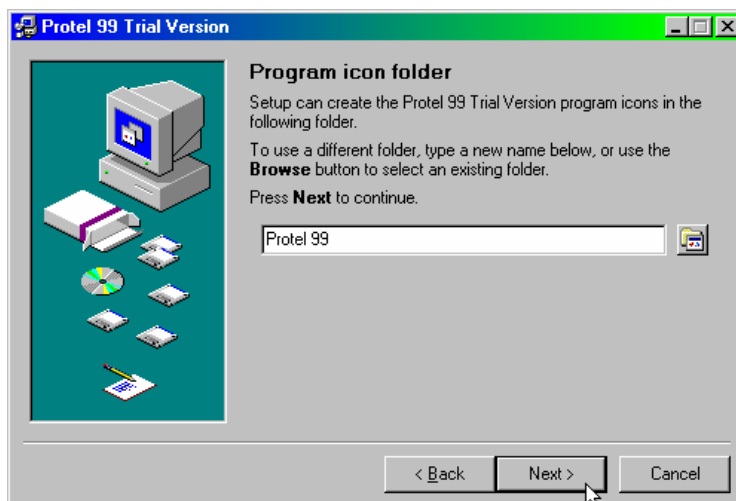 Protel 99 Trial Version
Program icon folder
Setup can create the Protel 99 Trial Version program icons in the
following folder.
To use a different folder, type a new name below, or use the
Browse button to select an existing folder.
Press Next to continue.
Protel 99
< Back
Next >
Cancel